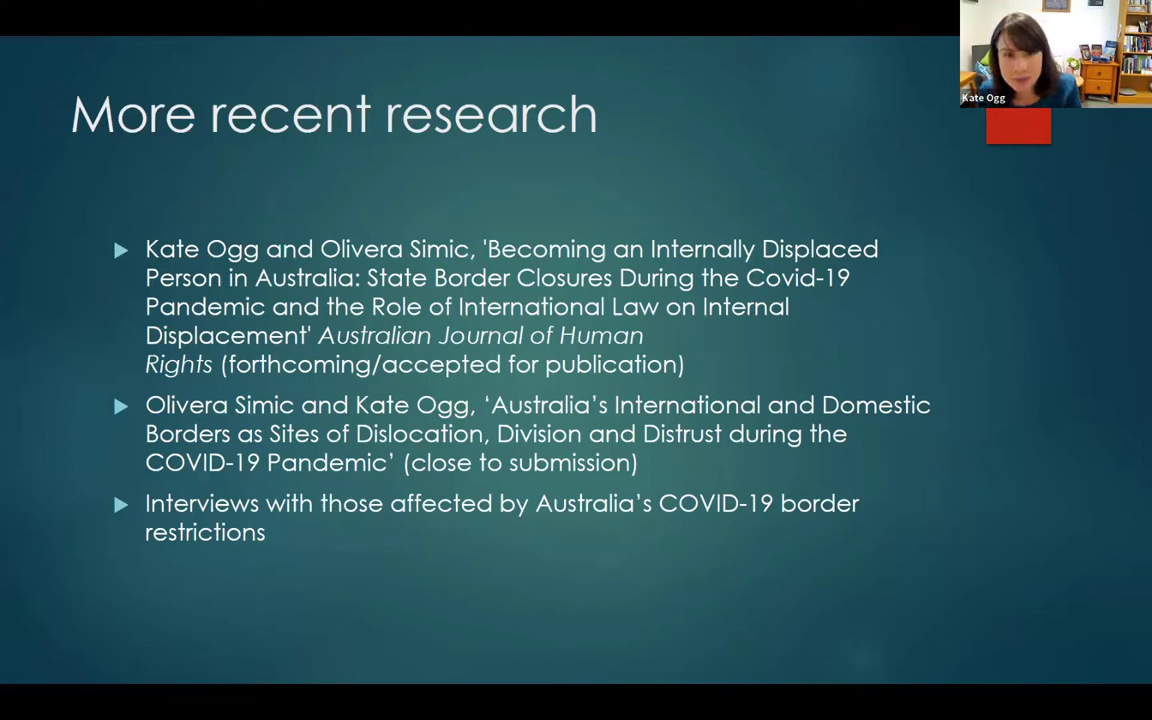 Kate Ogg
More recent research
Kate Ogg and Olivera Simic, 'Becoming an Internally Displaced
Person in Australia: State Border Closures During the Covid-19
Pandemic and the Role of International Law on Internal
Displacement' Australian Journal of Human
Rights (forthcoming/accepted for publication)
Olivera Simic and Kate Ogg, ‘Australia’s International and Domestic
Borders as Sites of Dislocation, Division and Distrust during the
COVID-19 Pandemic’ (close to submission)
Interviews with those affected by Australia’s COVID-19 border
restrictions